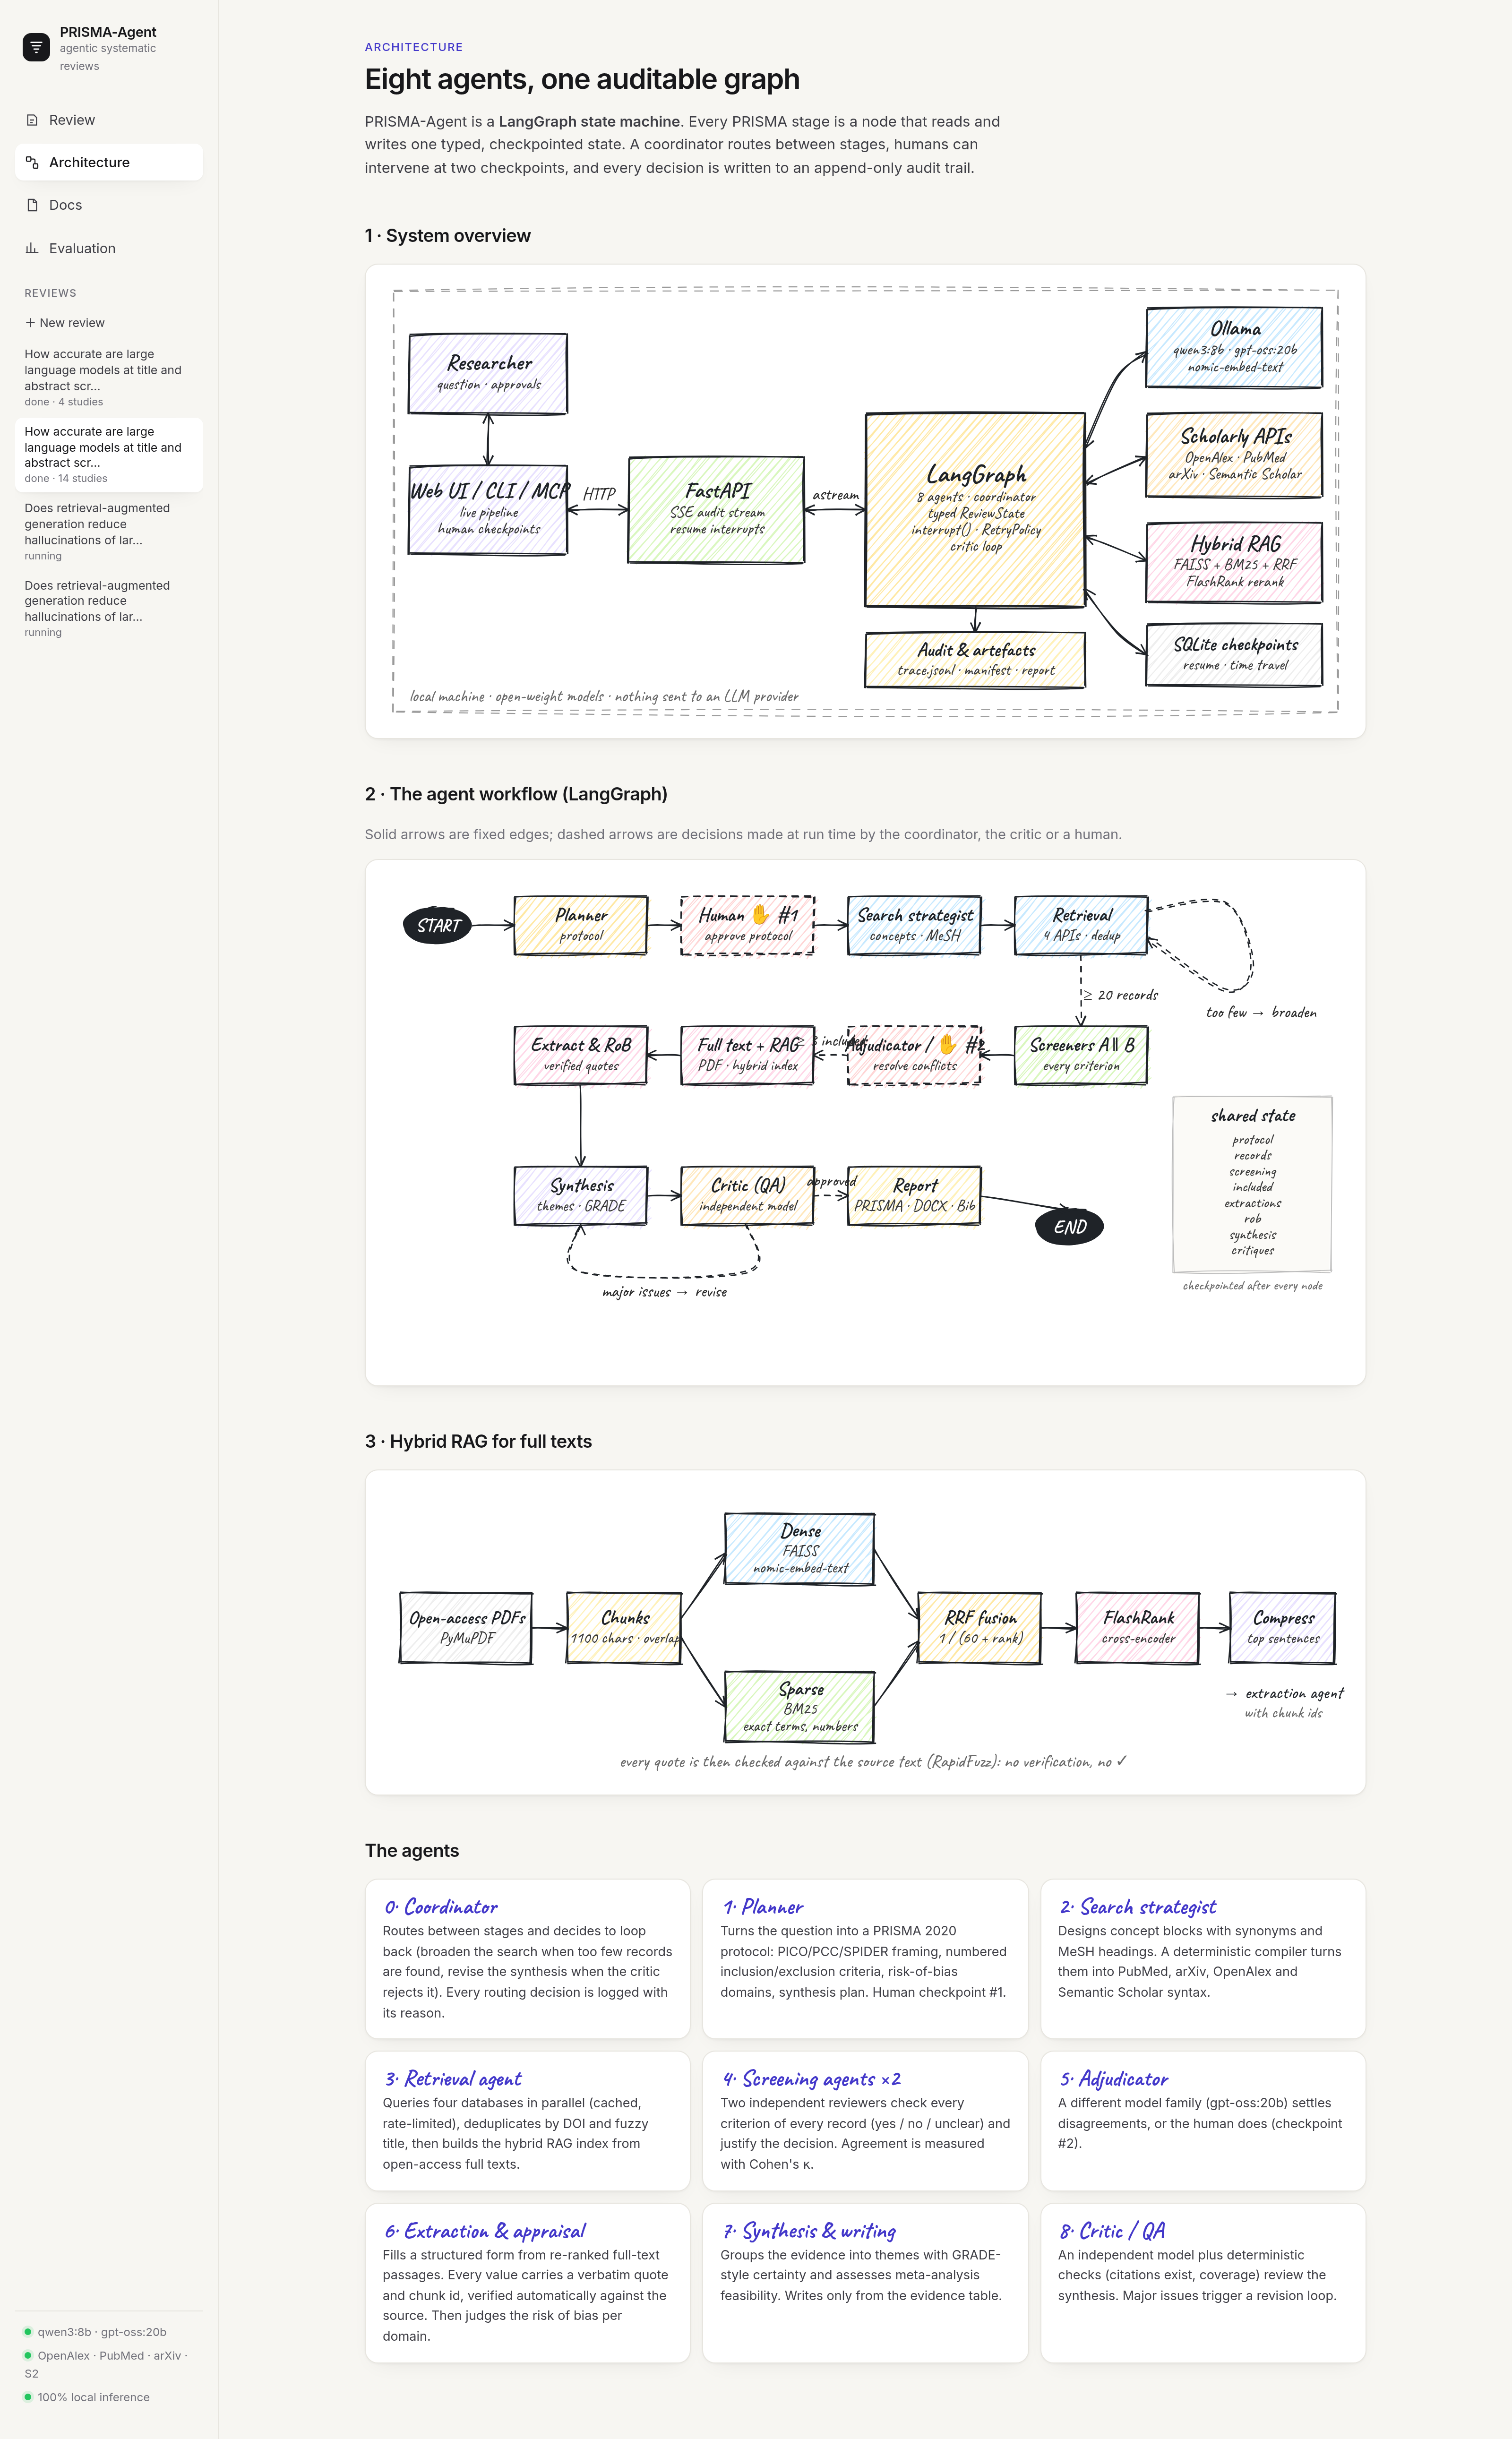 PRISMA-Agent
agentic systematic
reviews
Review
Architecture
Docs
Evaluation
REVIEWS
+ New review
How accurate are large
language models at title and
abstract scr...
done · 4 studies
How accurate are large
language models at title and
abstract scr...
done · 14 studies
Does retrieval-augmented
generation reduce
hallucinations of lar...
running
Does retrieval-augmented
generation reduce
hallucinations of lar...
running
qwen3:8b · gpt-oss:20b
OpenAlex · PubMed · arXiv ·
S2
100% local inference
ARCHITECTURE
Eight agents, one auditable graph
PRISMA-Agent is a LangGraph state machine. Every PRISMA stage is a node that reads and
writes one typed, checkpointed state. A coordinator routes between stages, humans can
intervene at two checkpoints, and every decision is written to an append-only audit trail.
1 · System overview
Researcher
question · approvals
Web UI / CLI / MCP
live pipeline
human checkpoints
HTTP
FastAPI
SSE audit stream
resume interrupts
astream
LangGraph
8 agents · coordinator
typed ReviewState
interrupt() · RetryPolicy
critic loop
Audit & artefacts
trace.jsonl · manifest · report
Ollama
qwen3:8b · gpt-oss:20b
nomic-embed-text
Scholarly APIs
OpenAlex · PubMed
arXiv · Semantic Scholar
Hybrid RAG
FAISS + BM25 + RRF
FlashRank rerank
SQLite checkpoints
resume · time travel
local machine · open-weight models · nothing sent to an LLM provider
2 · The agent workflow (LangGraph)
Solid arrows are fixed edges; dashed arrows are decisions made at run time by the coordinator, the critic or a human.
START
Planner
protocol
Human ✋ #1
approve protocol
Search strategist
concepts · MeSH
Retrieval
4 APIs · dedup
≥ 20 records
too few → broaden
Extract & RoB
verified quotes
Full text + RAG
PDF · hybrid index
≥ 3 included
Adjudicator / ✋ #2
resolve conflicts
Screeners A ∥ B
every criterion
shared state
protocol
records
screening
included
extractions
rob
synthesis
critiques
checkpointed after every node
Synthesis
themes · GRADE
Critic (QA)
independent model
approved
Report
PRISMA · DOCX · Bib
END
major issues → revise
3 · Hybrid RAG for full texts
Open-access PDFs
PyMuPDF
Chunks
1100 chars · overlap
Dense
FAISS
nomic-embed-text
Sparse
BM25
exact terms, numbers
RRF fusion
1 / (60 + rank)
FlashRank
cross-encoder
Compress
top sentences
→ extraction agent
with chunk ids
every quote is then checked against the source text (RapidFuzz): no verification, no ✓
The agents
0· Coordinator
Routes between stages and decides to loop
back (broaden the search when too few records
are found, revise the synthesis when the critic
rejects it). Every routing decision is logged with
its reason.
1· Planner
Turns the question into a PRISMA 2020
protocol: PICO/PCC/SPIDER framing, numbered
inclusion/exclusion criteria, risk-of-bias
domains, synthesis plan. Human checkpoint #1.
2· Search strategist
Designs concept blocks with synonyms and
MeSH headings. A deterministic compiler turns
them into PubMed, arXiv, OpenAlex and
Semantic Scholar syntax.
3· Retrieval agent
Queries four databases in parallel (cached,
rate-limited), deduplicates by DOI and fuzzy
title, then builds the hybrid RAG index from
open-access full texts.
4· Screening agents ×2
Two independent reviewers check every
criterion of every record (yes / no / unclear) and
justify the decision. Agreement is measured
with Cohen's κ.
5· Adjudicator
A different model family (gpt-oss:20b) settles
disagreements, or the human does (checkpoint
#2).
6· Extraction & appraisal
Fills a structured form from re-ranked full-text
passages. Every value carries a verbatim quote
and chunk id, verified automatically against the
source. Then judges the risk of bias per
domain.
7· Synthesis & writing
Groups the evidence into themes with GRADE-
style certainty and assesses meta-analysis
feasibility. Writes only from the evidence table.
8· Critic / QA
An independent model plus deterministic
checks (citations exist, coverage) review the
synthesis. Major issues trigger a revision loop.